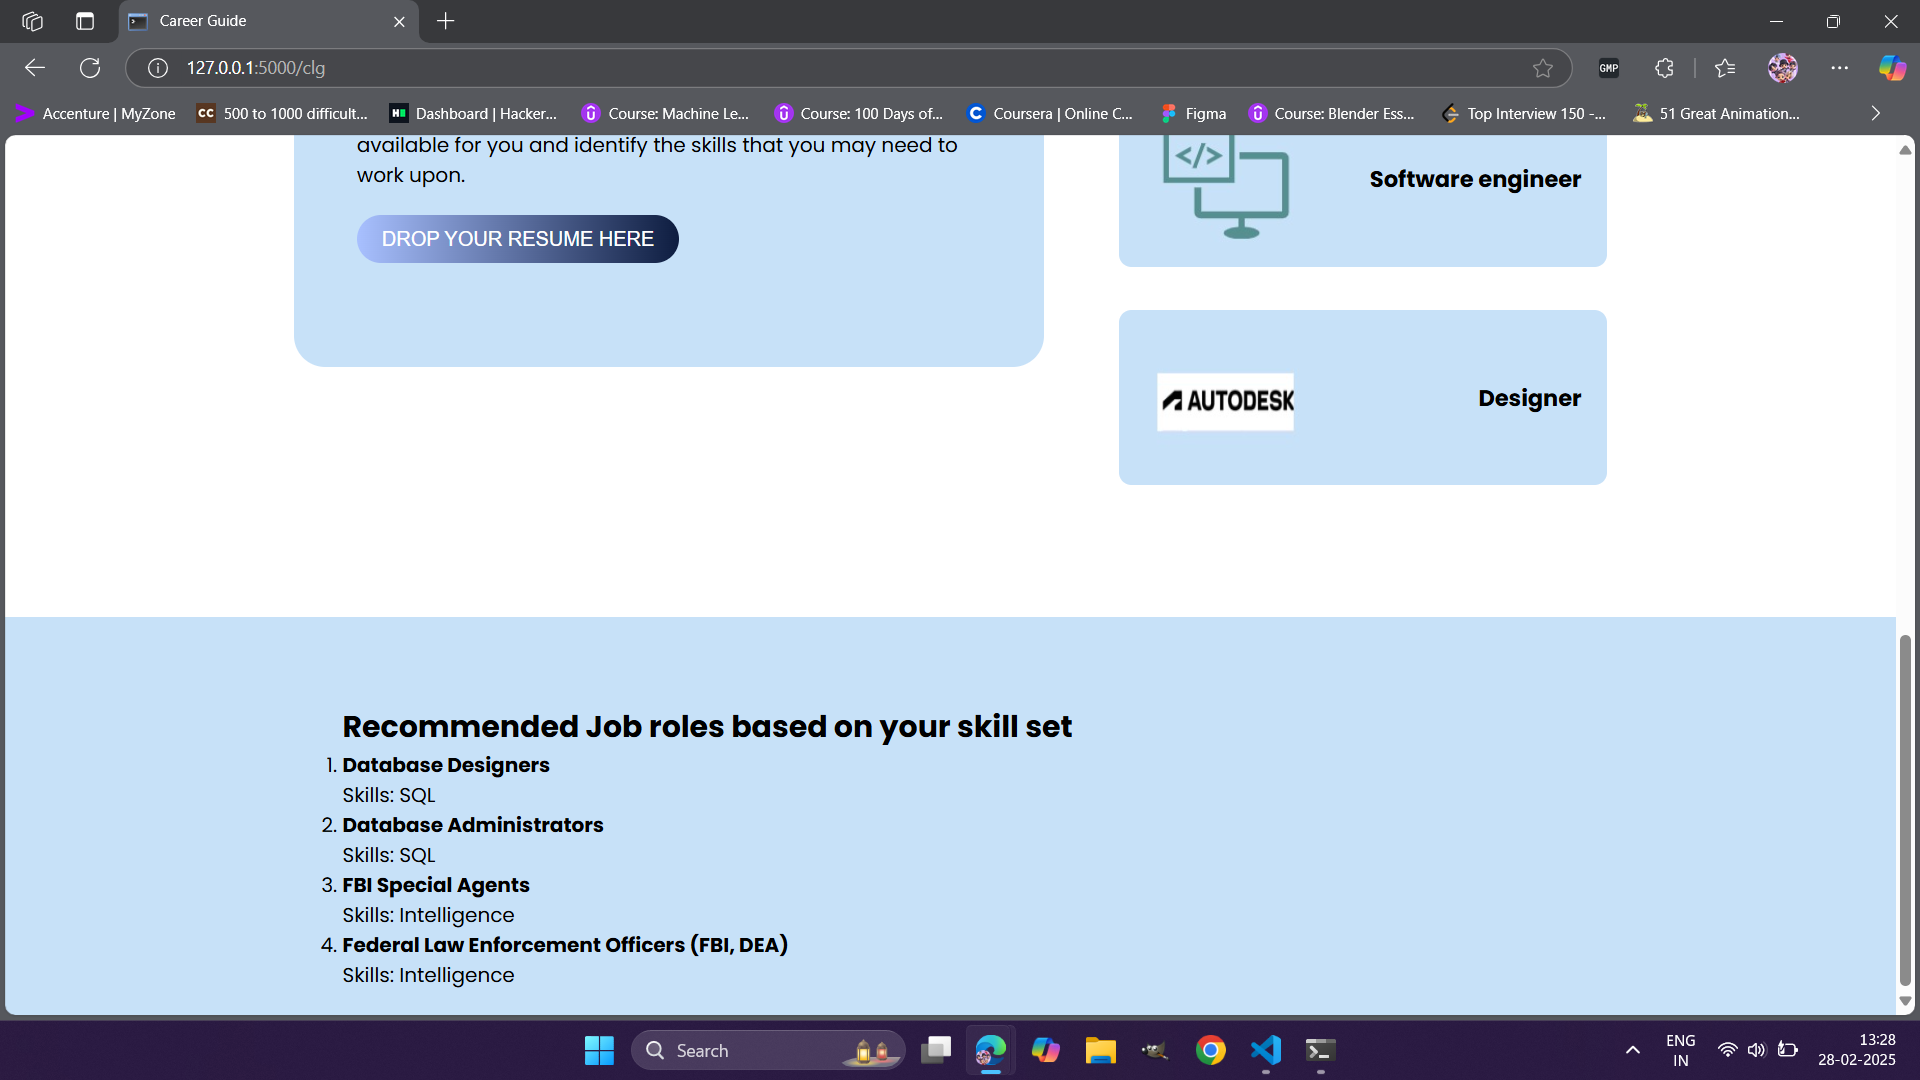 Career Guide
127.0.0.1:5000/clg
GMP
Accenture | MyZone
CC 500 to 1000 difficult...
H Dashboard | Hacker...
Course: Machine Le...
Course: 100 Days of...
C Coursera | Online C...
Figma
Course: Blender Ess...
Top Interview 150 -...
51 Great Animation...
available for you and identify the skills that you may need to
work upon.
DROP YOUR RESUME HERE
</>
Software engineer
AUTODESK
Designer
Recommended Job roles based on your skill set
1. Database Designers
Skills: SQL
2. Database Administrators
Skills: SQL
3. FBI Special Agents
Skills: Intelligence
4. Federal Law Enforcement Officers (FBI, DEA)
Skills: Intelligence
Search
ENG
IN
13:28
28-02-2025